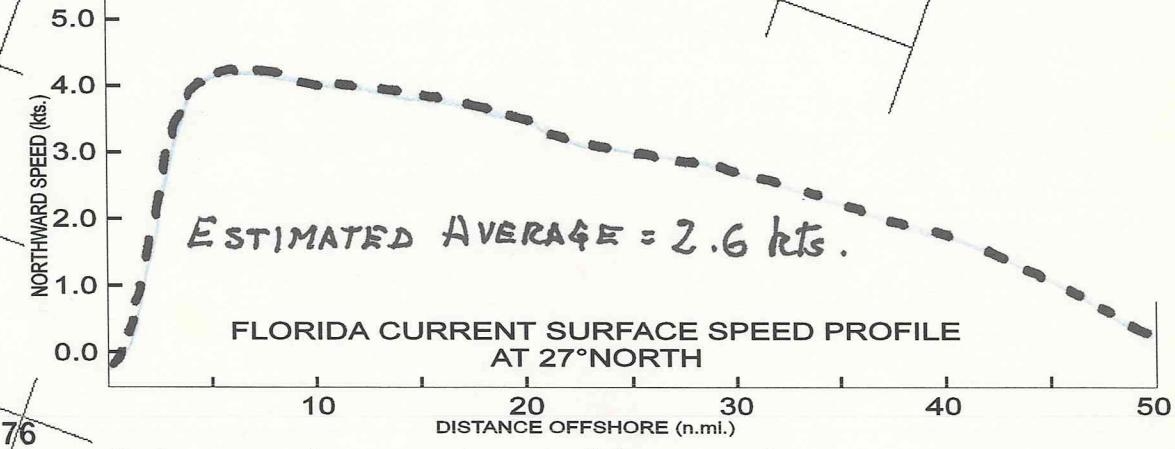 5.0
4.0
3.0
2.0
1.0
0.0
NORTHWARD SPEED (kts.)
ESTIMATED AVERAGE = 2.6 kts.
FLORIDA CURRENT SURFACE SPEED PROFILE
AT 27°NORTH
10 20 30 40 50
DISTANCE OFFSHORE (n.mi.)
76